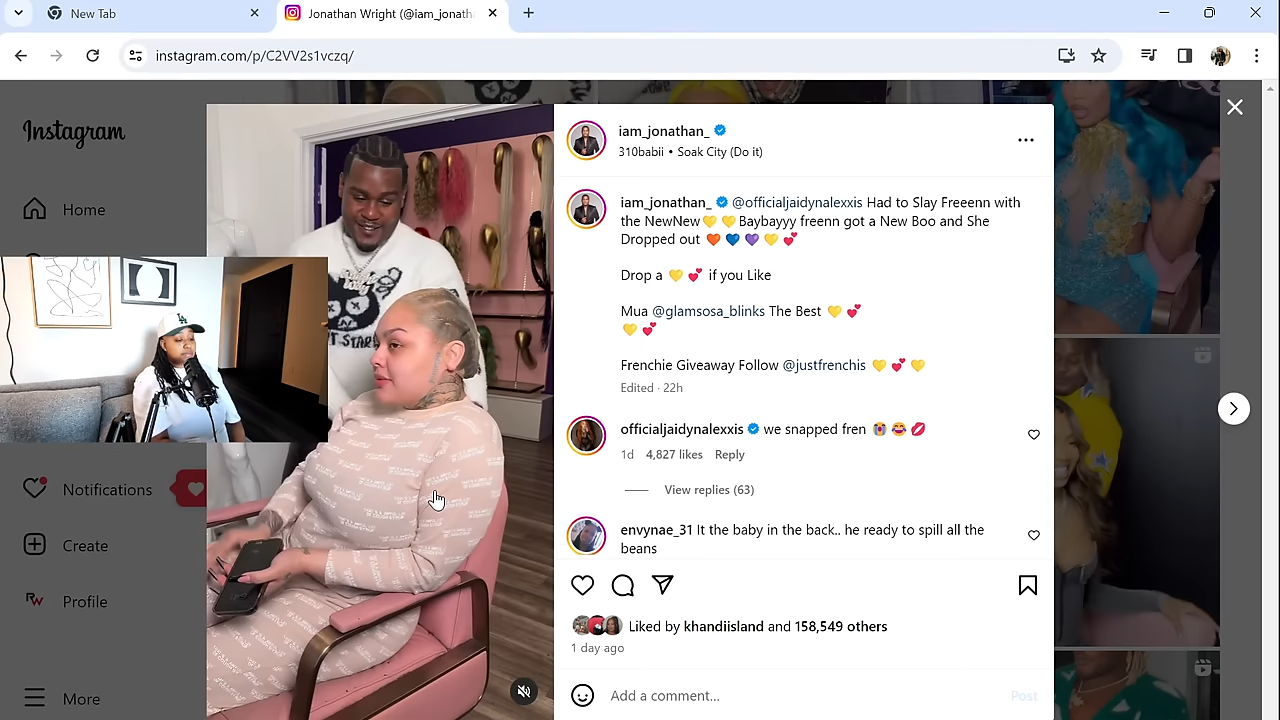 New Tab
Jonathan Wright (@iam_jonath
instagram.com/p/C2VV2s1vczq/
Instagram
iam_jonathan_
310babii • Soak City (Do it)
Home
iam_jonathan_ @officialjaidynalexxis Had to Slay Freeenn with
the NewNew💛 💛Baybayyy freenn got a New Boo and She
Dropped out 🧡 💙 💜 💛 💕
Drop a 💛 💕 if you Like
Mua @glamsosa_blinks The Best 💛 💕
💛 💕
Frenchie Giveaway Follow @justfrenchis 💛 💕 💛
Edited · 22h
officialjaidynalexxis we snapped fren 😭 😂 💋
1d 4,827 likes Reply
View replies (63)
Notifications
envynae_31 It the baby in the back.. he ready to spill all the
beans
Create
Profile
Liked by khandiisland and 158,549 others
1 day ago
More
Add a comment...
Post